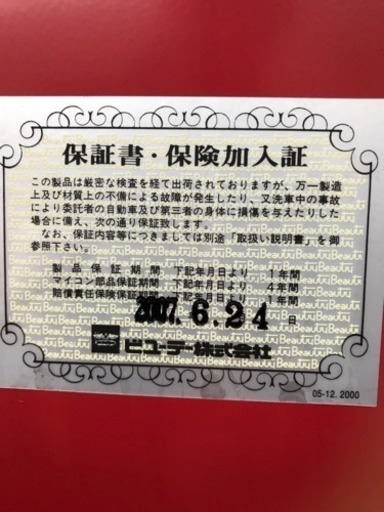 保証書・保険加入証
この製品は厳密な検査を経て出荷されておりますが、万一製造
上及び材質上の不備による故障が発生したり、又洗車中の事故
により委託者の自動車及び第三者の身体に損傷を与えたりした
場合に備え、次の通り保証致します。
なお、保証内容等につきましては別途「取扱い説明書」を御
参照下さい。
製品保証期間 下記年月日より 1年間
マイコン部品保証期間 下記年月日より 4年間
賠償責任保険保証期間 下記年月日より 1年間
2007.6.24 日
ビユーテー株式会社
05-12. 2000